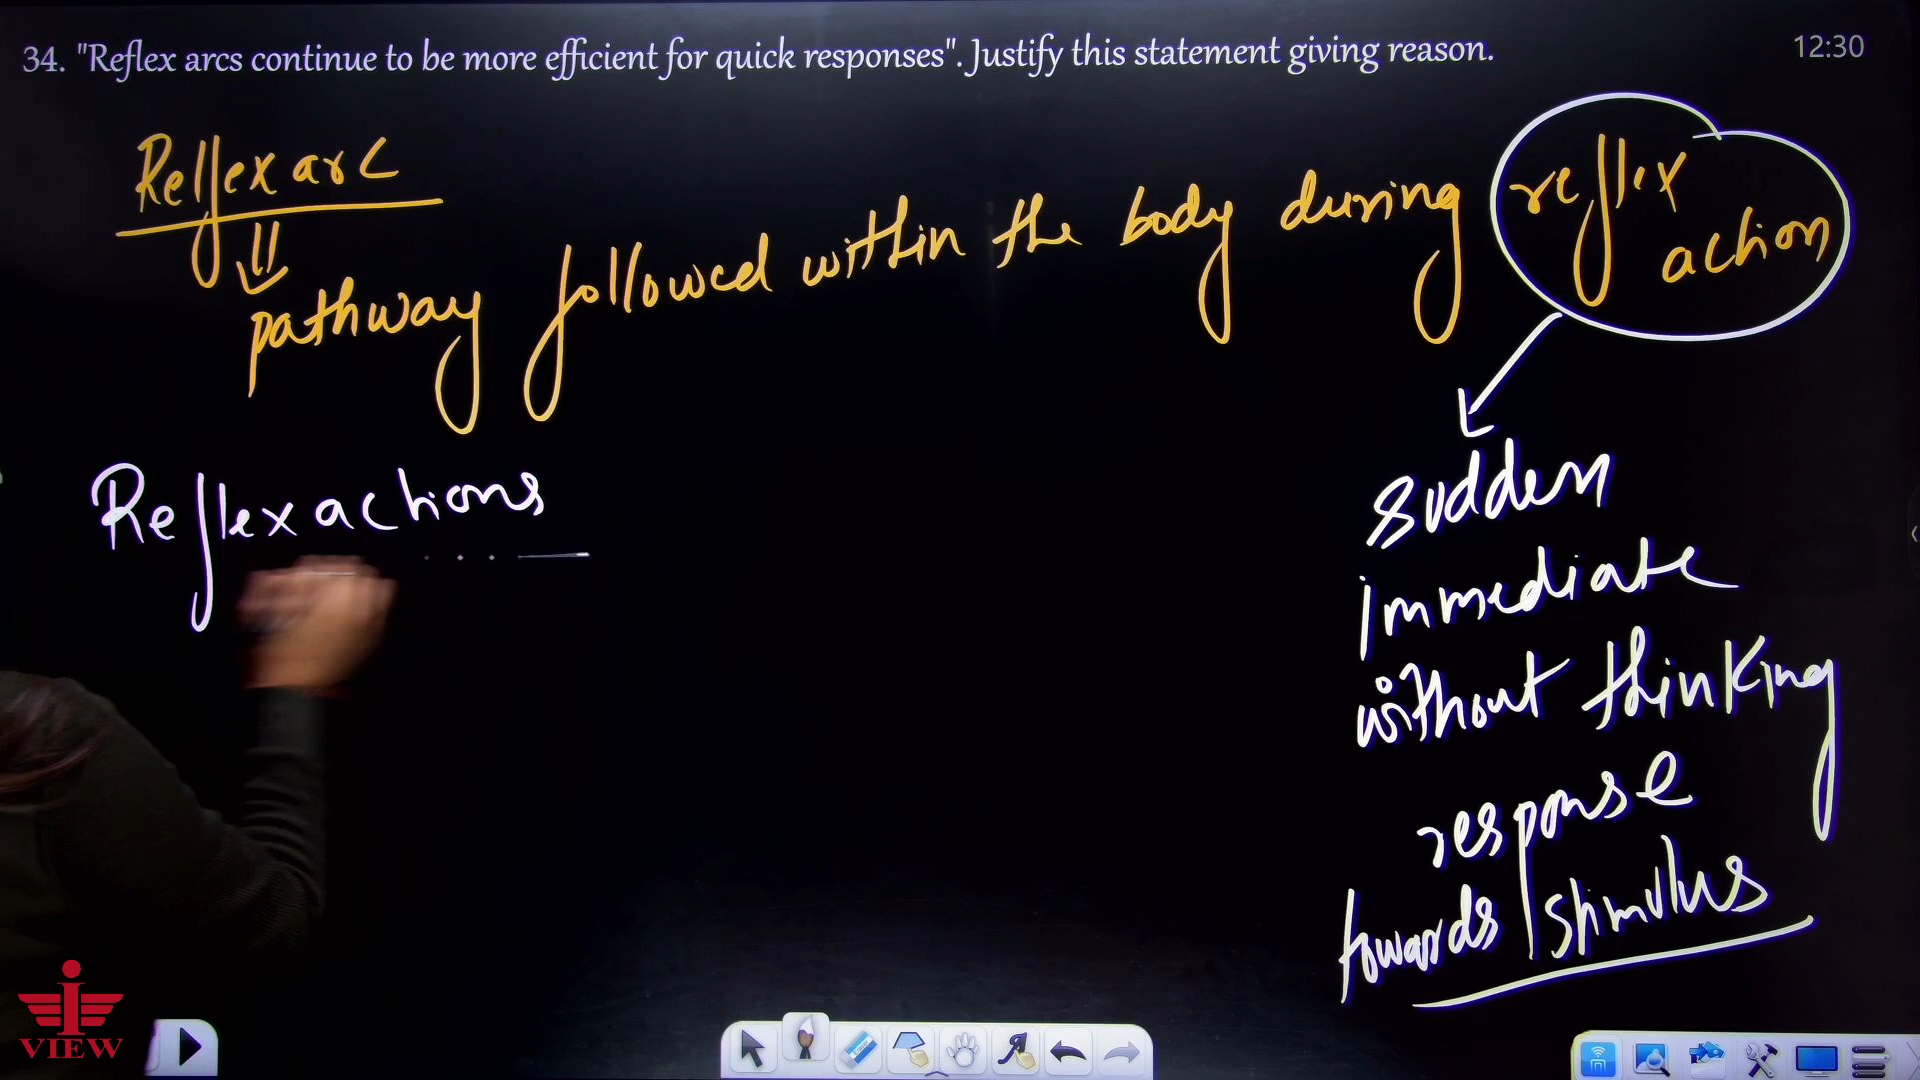 34. "Reflex arcs continue to be more efficient for quick responses". Justify this statement giving reason.
12:30
Reflex arc
pathway followed within the body during reflex action
sudden
immediate
without thinking
response
towards stimulus
Reflex actions
VIEW